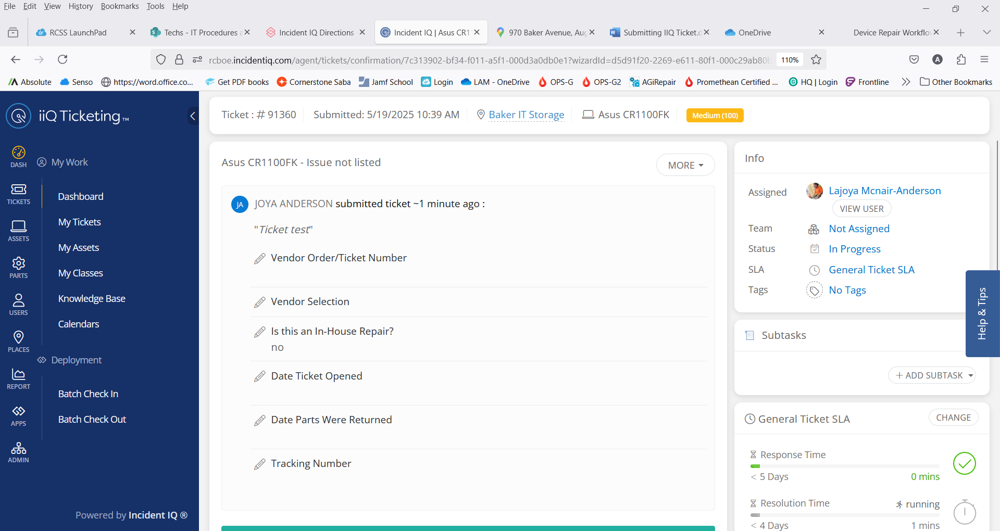 File Edit View History Bookmarks Tools Help
RCSS LaunchPad Techs - IT Procedures Incident IQ Directions Incident IQ | Asus CR1 970 Baker Avenue, Aug Submitting IIQ Ticket.d OneDrive Device Repair Workflo
rcboe.incidentiq.com/agent/tickets/confirmation/7c313902-bf34-f011-a5f1-000d3a0db0e1?wizardId=d5d91f20-2269-e611-80f1-000c29ab80b 110% A
Absolute Senso https://word.office.co... Get PDF books Cornerstone Saba Jamf School Login LAM - OneDrive OPS-G OPS-G2 AGiRepair Promethean Certified ... HQ | Login Frontline Other Bookmarks
iiQ Ticketing™
Ticket : # 91360 Submitted: 5/19/2025 10:39 AM Baker IT Storage Asus CR1100FK Medium (100)
DASH
TICKETS
ASSETS
PARTS
USERS
PLACES
REPORT
APPS
ADMIN
My Work
Dashboard
My Tickets
My Assets
My Classes
Knowledge Base
Calendars
Deployment
Batch Check In
Batch Check Out
Powered by Incident IQ ®
Asus CR1100FK - Issue not listed
MORE
JA JOYA ANDERSON submitted ticket ~1 minute ago :
"Ticket test"
Vendor Order/Ticket Number
Vendor Selection
Is this an In-House Repair?
no
Date Ticket Opened
Date Parts Were Returned
Tracking Number
Info
Assigned Lajoya Mcnair-Anderson
VIEW USER
Team Not Assigned
Status In Progress
SLA General Ticket SLA
Tags No Tags
Help & Tips
Subtasks
+ ADD SUBTASK
General Ticket SLA CHANGE
Response Time
< 5 Days 0 mins
Resolution Time running
< 4 Days 1 mins